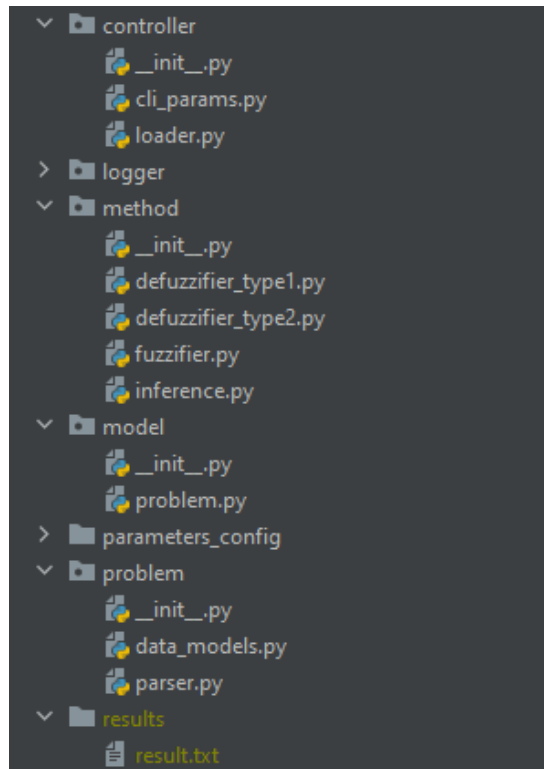 controller
__init__.py
cli_params.py
loader.py
logger
method
__init__.py
defuzzifier_type1.py
defuzzifier_type2.py
fuzzifier.py
inference.py
model
__init__.py
problem.py
parameters_config
problem
__init__.py
data_models.py
parser.py
results
result.txt